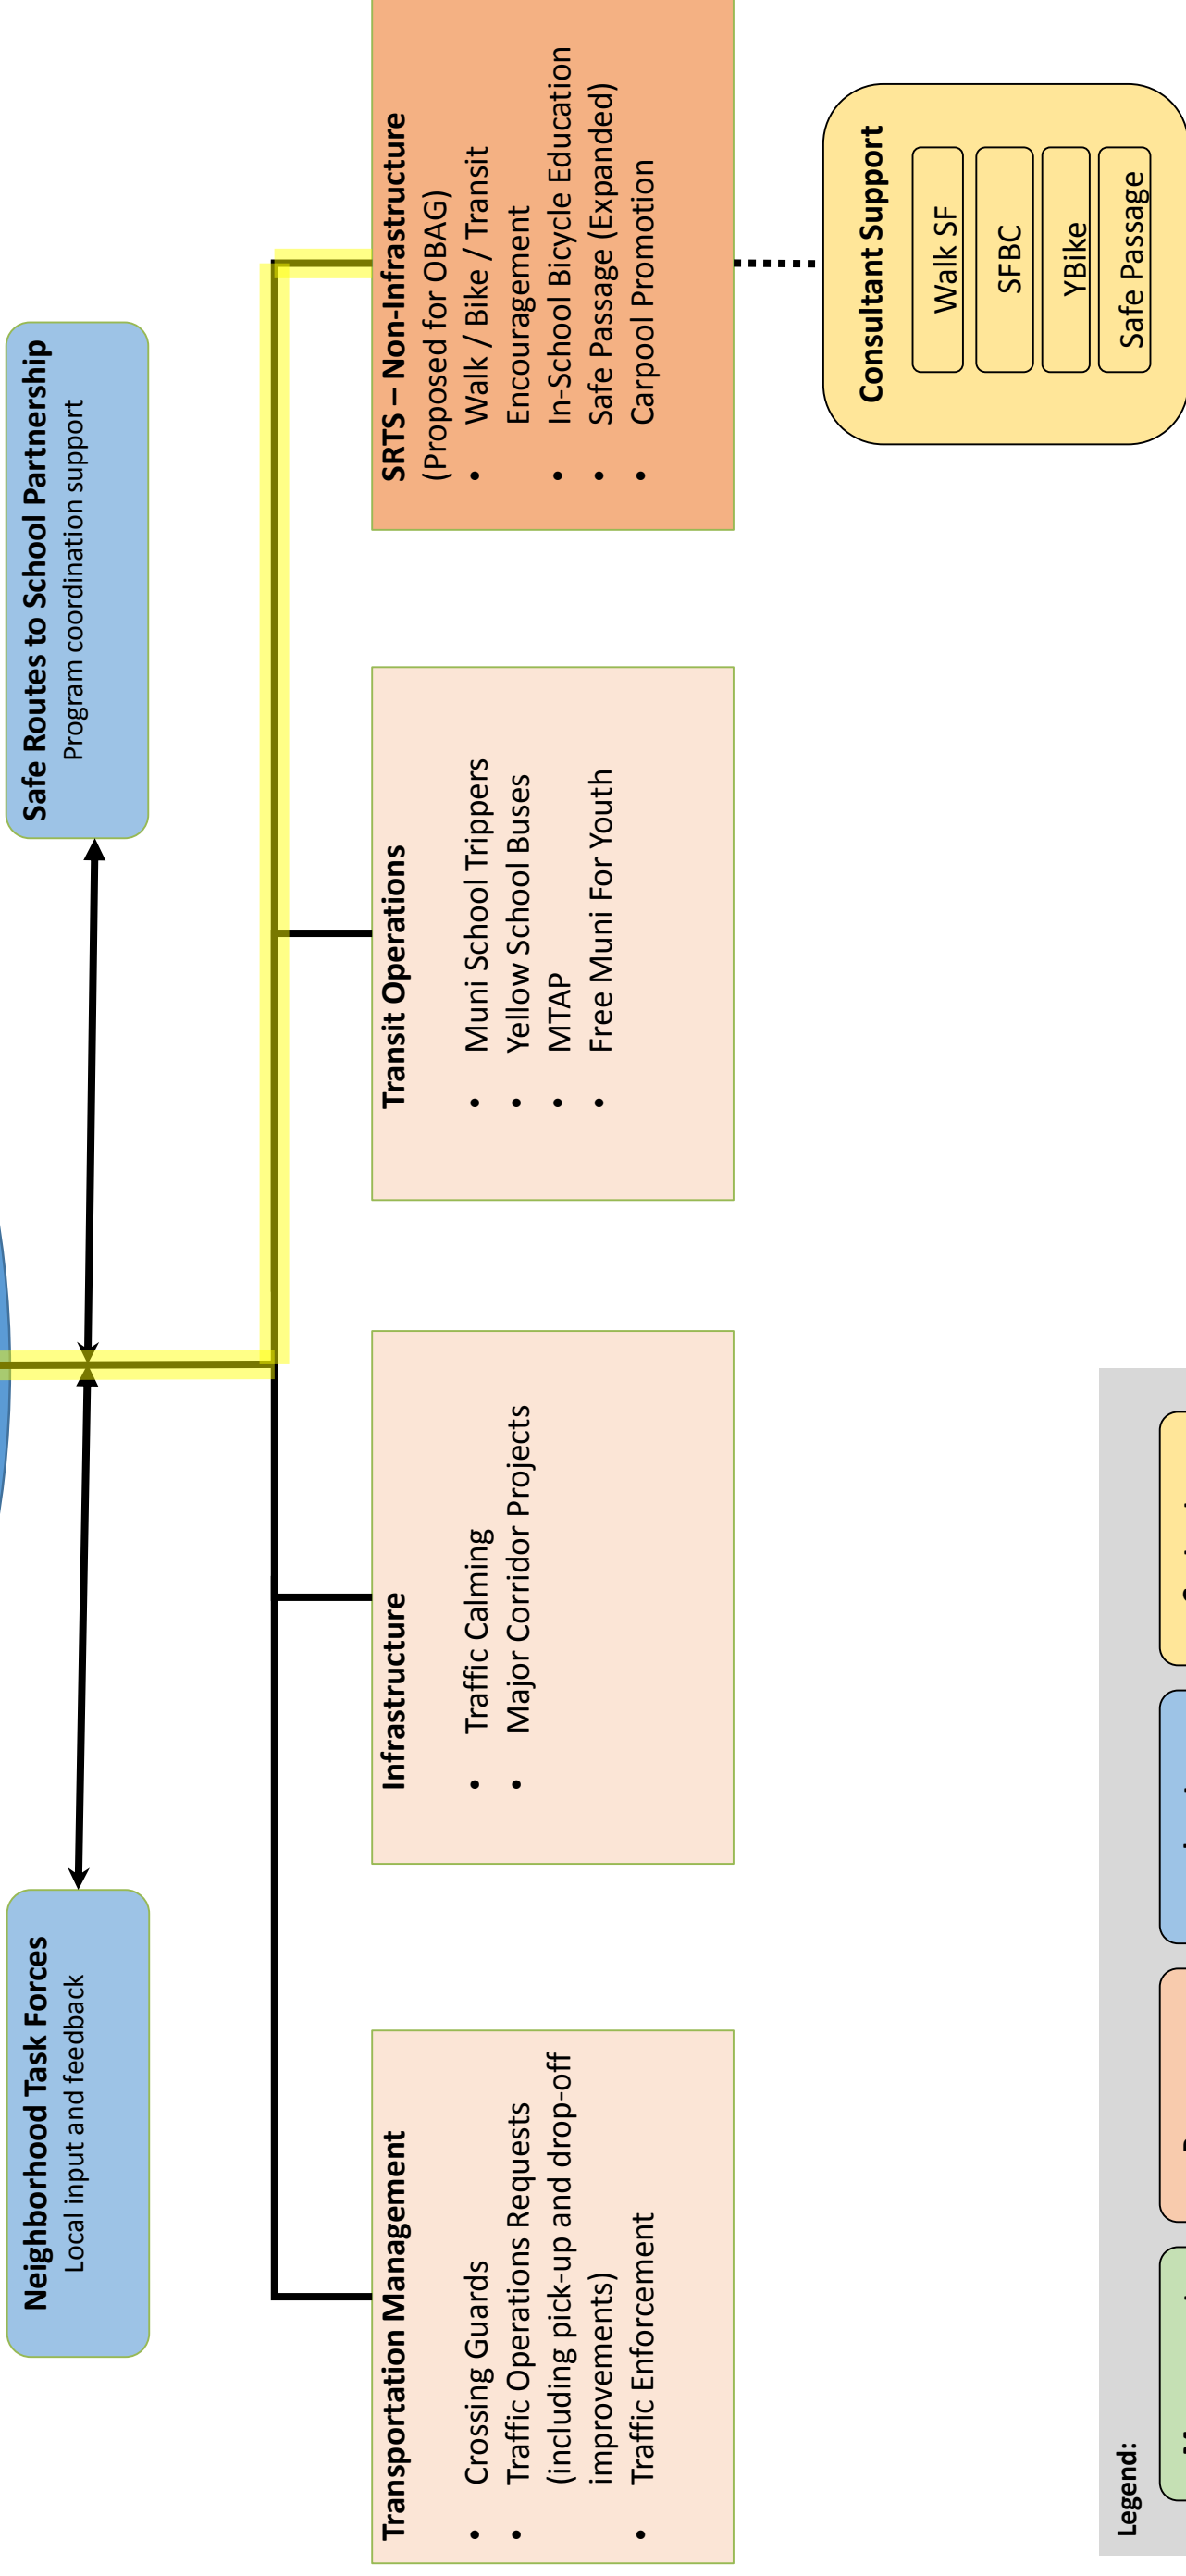 Neighborhood Task Forces
Local input and feedback
Safe Routes to School Partnership
Program coordination support
Transportation Management
• Crossing Guards
• Traffic Operations Requests
(including pick-up and drop-off
improvements)
• Traffic Enforcement
Infrastructure
• Traffic Calming
• Major Corridor Projects
Transit Operations
• Muni School Trippers
• Yellow School Buses
• MTAP
• Free Muni For Youth
SRTS – Non-Infrastructure
(Proposed for OBAG)
• Walk / Bike / Transit
Encouragement
• In-School Bicycle Education
• Safe Passage (Expanded)
• Carpool Promotion
Consultant Support
Walk SF
SFBC
YBike
Safe Passage
Legend: